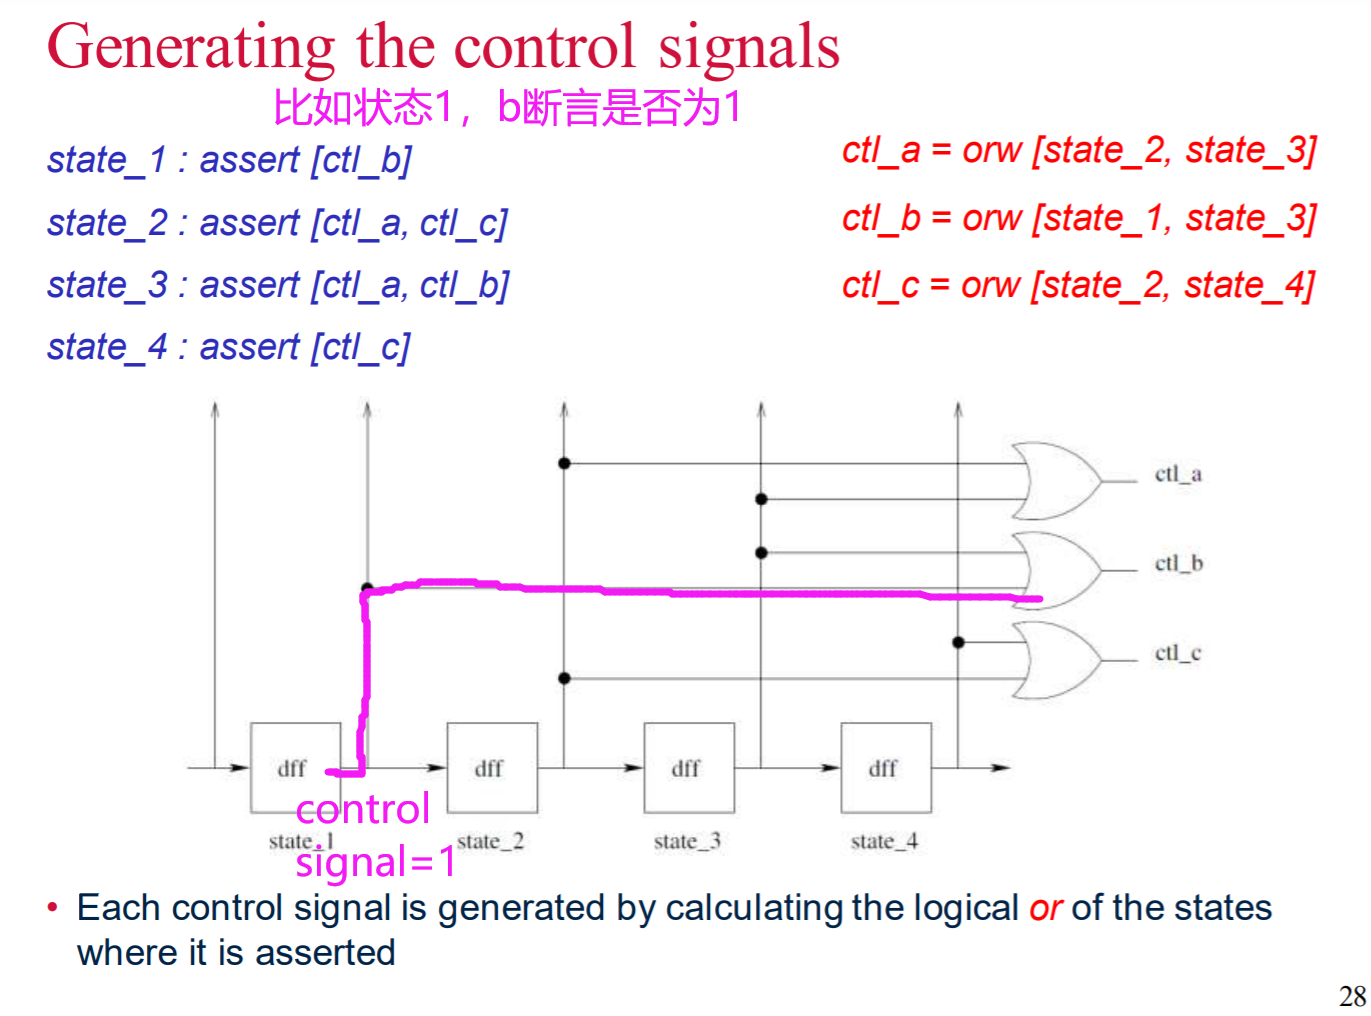 Generating the control signals
比如状态1，b断言是否为1
state_1 : assert [ctl_b]
state_2 : assert [ctl_a, ctl_c]
state_3 : assert [ctl_a, ctl_b]
state_4 : assert [ctl_c]
ctl_a = orw [state_2, state_3]
ctl_b = orw [state_1, state_3]
ctl_c = orw [state_2, state_4]
ctl_a
ctl_b
ctl_c
dff
dff
dff
dff
control
signal=1
state_1
state_2
state_3
state_4
• Each control signal is generated by calculating the logical or of the states
where it is asserted
28